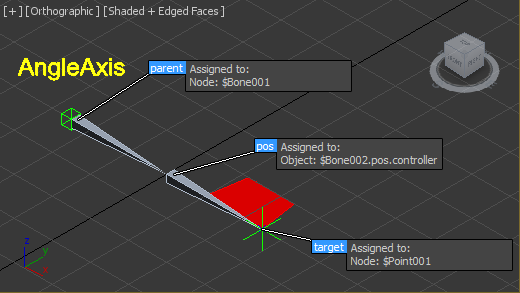 [ + ] [ Orthographic ] [ Shaded + Edged Faces ]
AngleAxis
parent
Assigned to:
Node: $Bone001
pos
Assigned to:
Object: $Bone002.pos.controller
target
Assigned to:
Node: $Point001
z
y
x